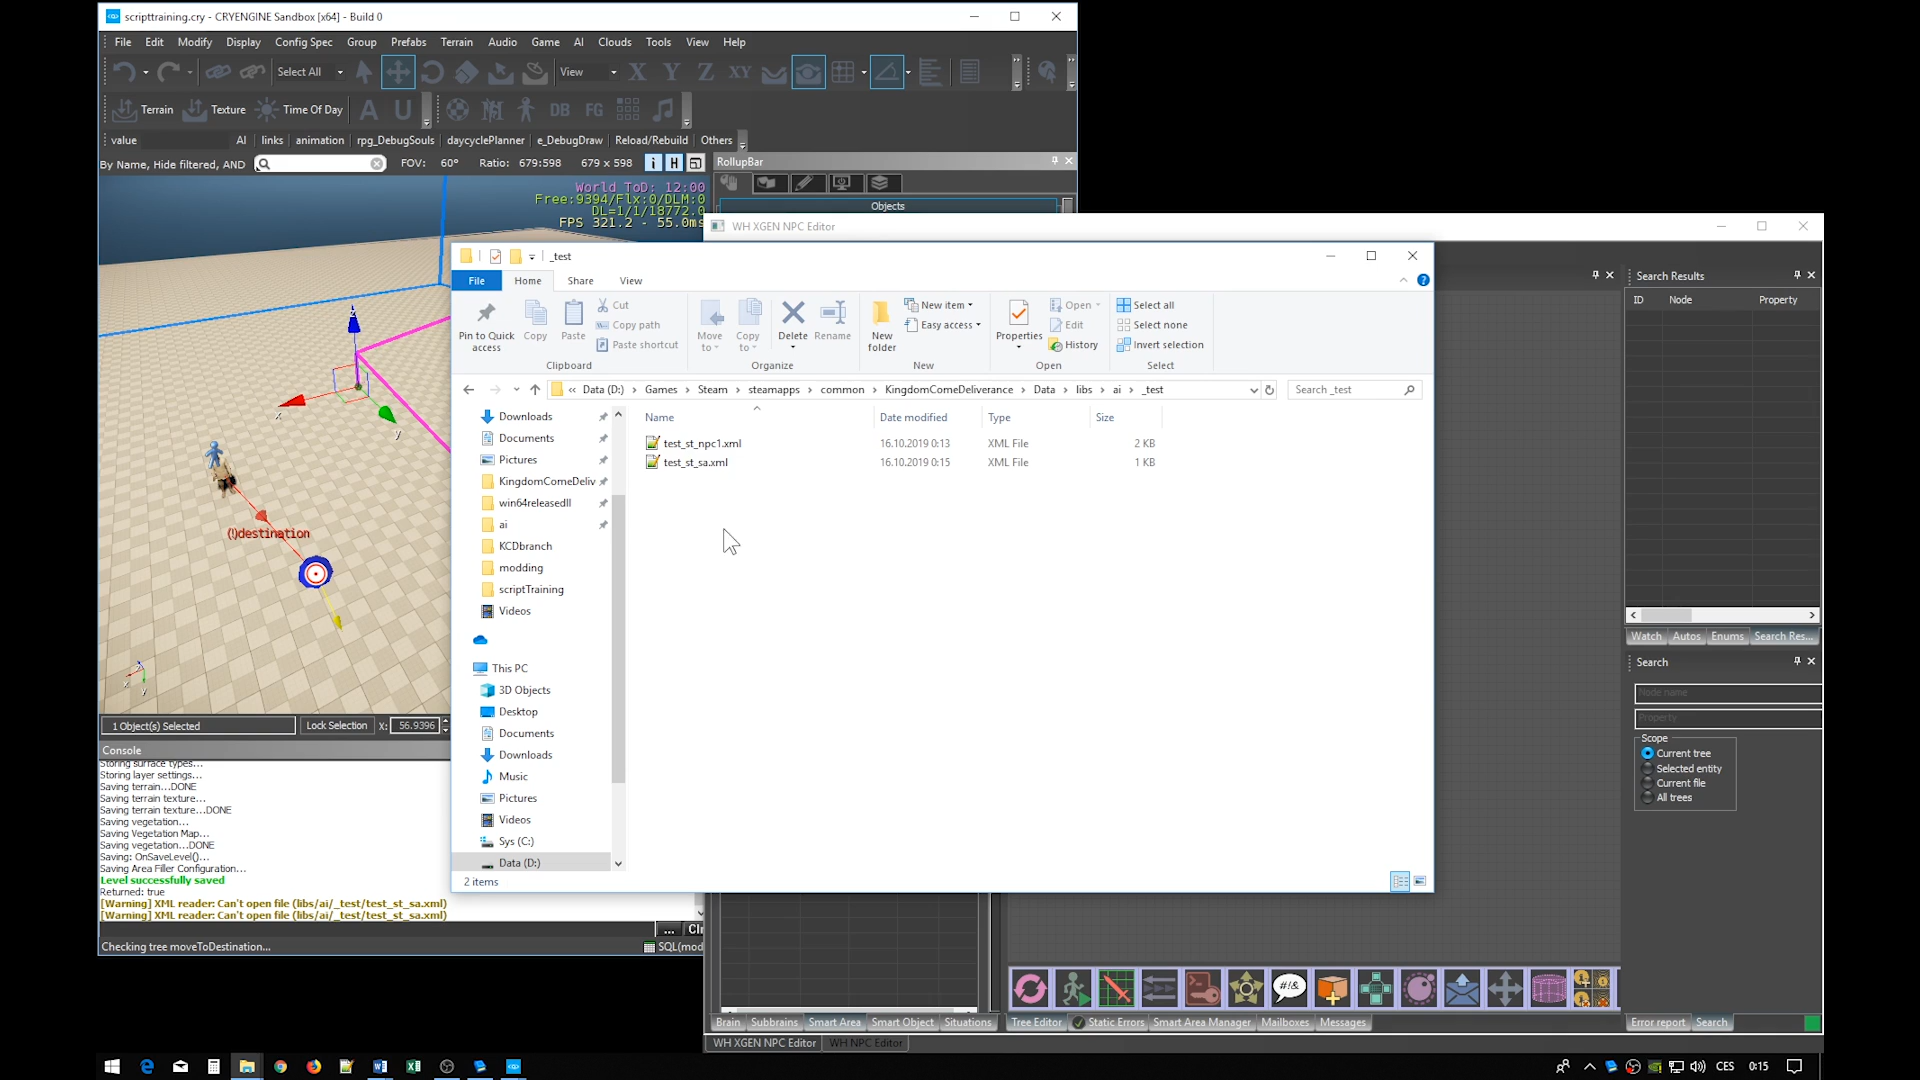 scripttraining.cry - CRYENGINE Sandbox [x64] - Build 0
File Edit Modify Display Config Spec Group Prefabs Terrain Audio Game AI Clouds Tools View Help
Select All View X Y Z XY
Terrain Texture Time Of Day A U DB FG
value AI links animation rpg_DebugSouls daycyclePlanner e_DebugDraw Reload/Rebuild Others
By Name, Hide filtered, AND FOV: 60° Ratio: 679:598 679 x 598 i H
RollupBar
Objects
World ToD: 12:00
Free:9394/Flx:0/DLM:0
DL=1/1/18772.0
FPS 321.2 - 55.0ms
x
y
(!)destination
x
y
1 Object(s) Selected Lock Selection X: 56.9396
Console
Storing surface types...
Storing layer settings...
Saving terrain...DONE
Saving terrain texture...
Saving terrain texture...DONE
Saving vegetation...
Saving Vegetation Map...
Saving vegetation...DONE
Saving: OnSaveLevel()...
Saving Area Filler Configuration...
Level successfully saved
Returned: true
[Warning] XML reader: Can't open file (libs/ai/_test/test_st_sa.xml)
[Warning] XML reader: Can't open file (libs/ai/_test/test_st_sa.xml)
...
Checking tree moveToDestination...
SQL(mod
WH XGEN NPC Editor
_test
File Home Share View
Pin to Quick access
Copy
Paste
Cut
Copy path
Paste shortcut
Clipboard
Move to
Copy to
Delete
Rename
Organize
New folder
New item
Easy access
New
Properties
Open
Edit
History
Open
Select all
Select none
Invert selection
Select
« Data (D:) › Games › Steam › steamapps › common › KingdomComeDeliverance › Data › libs › ai › _test
Search _test
Downloads
Documents
Pictures
KingdomComeDeliv
win64releasedll
ai
KCDbranch
modding
scriptTraining
Videos
This PC
3D Objects
Desktop
Documents
Downloads
Music
Pictures
Videos
Sys (C:)
Data (D:)
Name Date modified Type Size
test_st_npc1.xml 16.10.2019 0:13 XML File 2 KB
test_st_sa.xml 16.10.2019 0:15 XML File 1 KB
2 items
Search Results
ID Node Property
Watch Autos Enums Search Res...
Search
Node name
Property
Scope
Current tree
Selected entity
Current file
All trees
#!&
Brain Subbrains Smart Area Smart Object Situations
Tree Editor Static Errors Smart Area Manager Mailboxes Messages
Error report Search
WH XGEN NPC Editor WH NPC Editor
CES 0:15